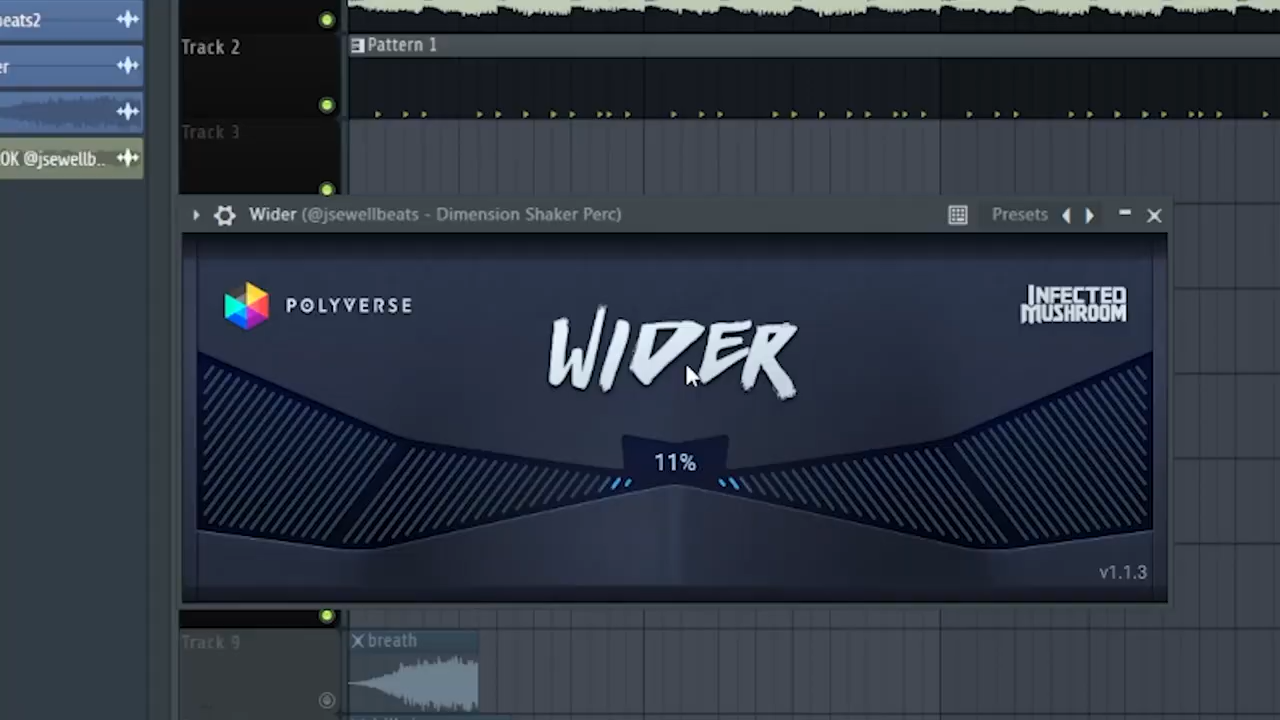 beats2
Track 2
Pattern 1
er
Track 3
OK @jsewellb..
Wider (@jsewellbeats - Dimension Shaker Perc)
Presets
POLYVERSE
WIDER
INFECTED
MUSHROOM
11%
v1.1.3
Track 9
breath